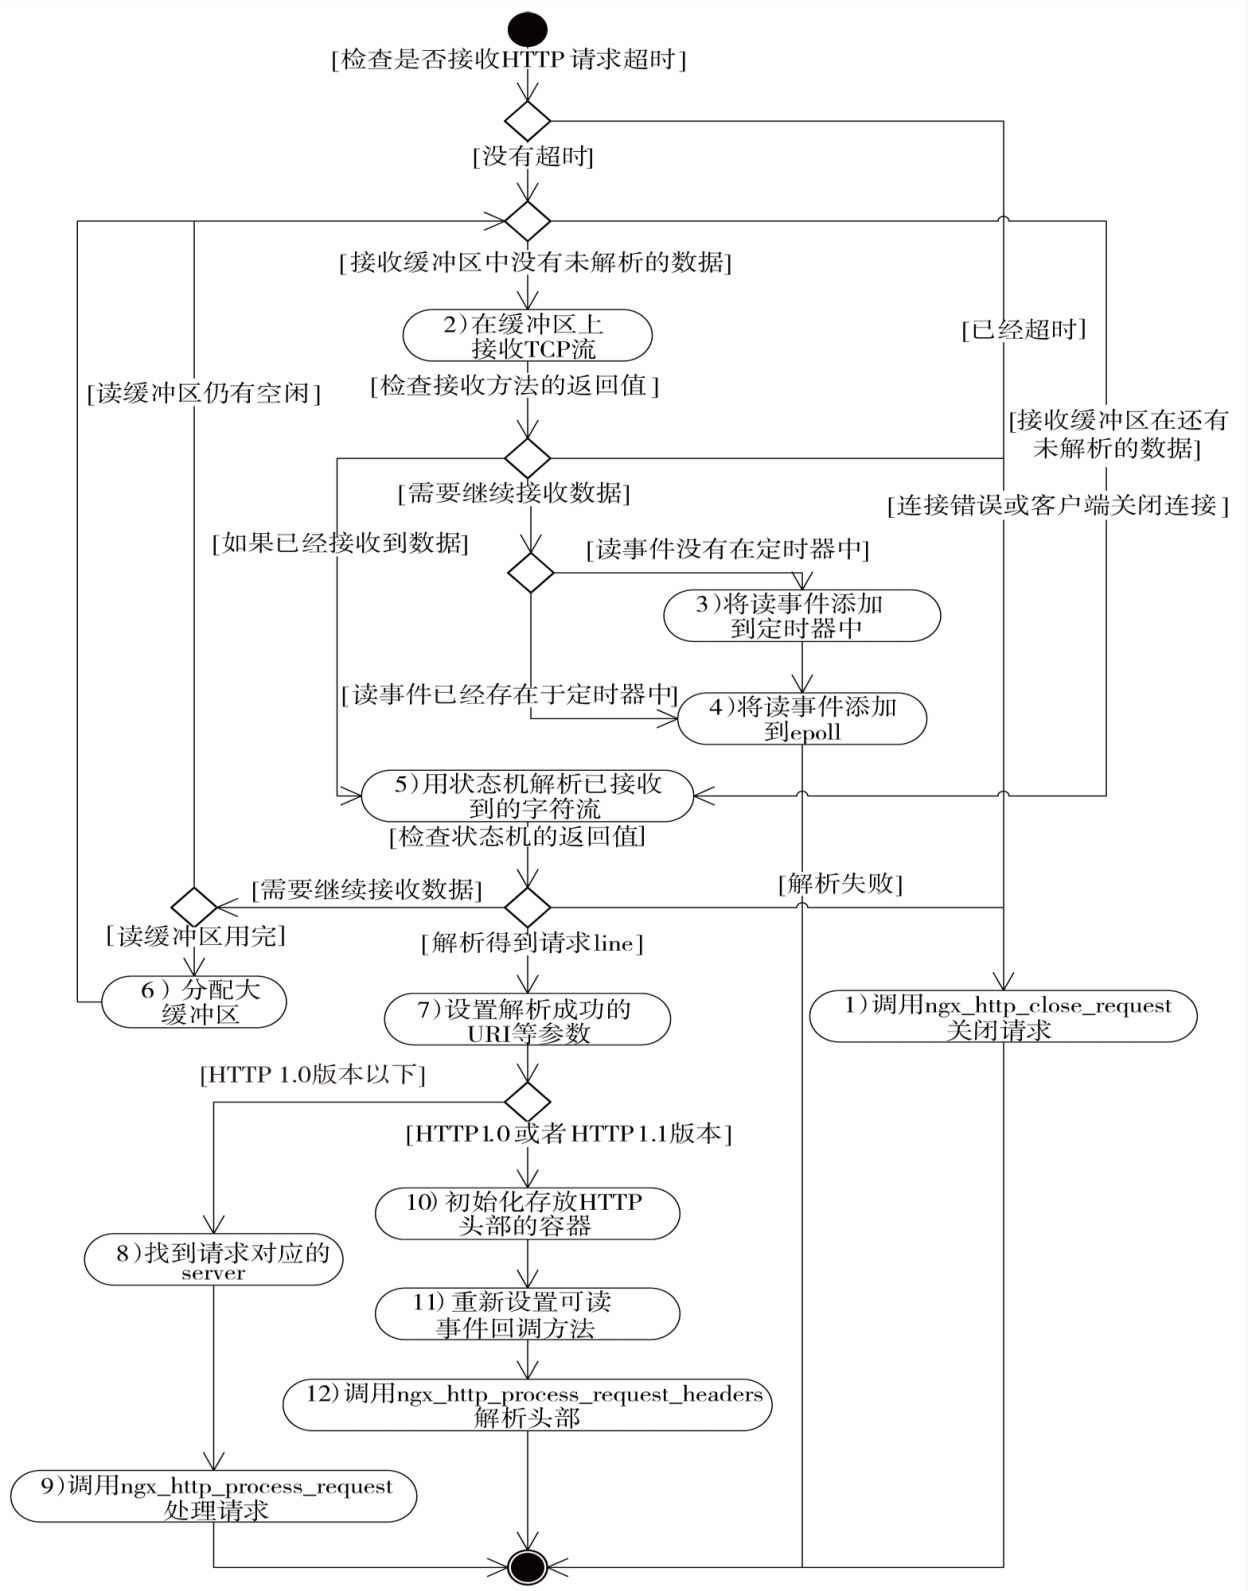 [检查是否接收HTTP 请求超时]
[没有超时]
[接收缓冲区中没有未解析的数据]
2)在缓冲区上
接收TCP流
[已经超时]
[检查接收方法的返回值]
[读缓冲区仍有空闲]
[接收缓冲区在还有
未解析的数据]
[需要继续接收数据]
[连接错误或客户端关闭连接]
[如果已经接收到数据]
[读事件没有在定时器中]
3)将读事件添加
到定时器中
[读事件已经存在于定时器中]
4)将读事件添加
到epoll
5)用状态机解析已接收
到的字符流
[检查状态机的返回值]
[需要继续接收数据]
[解析失败]
[读缓冲区用完]
[解析得到请求line]
6) 分配大
缓冲区
7)设置解析成功的
URI等参数
1)调用ngx_http_close_request
关闭请求
[HTTP 1.0版本以下]
[HTTP1.0或者HTTP1.1版本]
10) 初始化存放HTTP
头部的容器
8)找到请求对应的
server
11) 重新设置可读
事件回调方法
12)调用ngx_http_process_request_headers
解析头部
9)调用ngx_http_process_request
处理请求